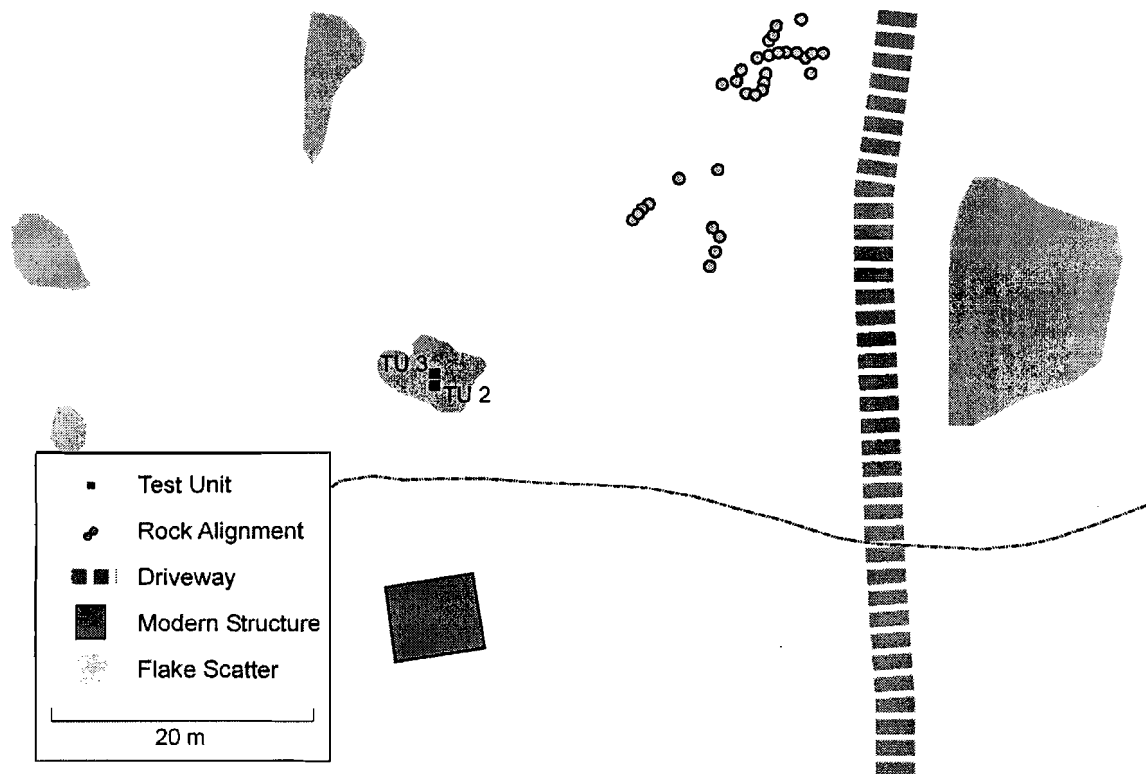 TU 3
TU 2
Test Unit
Rock Alignment
Driveway
Modern Structure
Flake Scatter
20 m